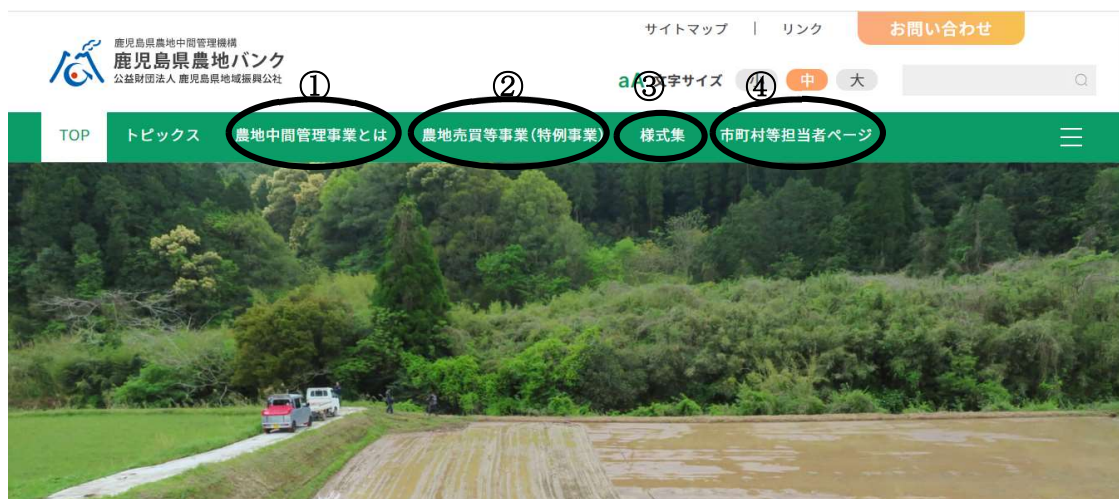 サイトマップ | リンク お問い合わせ
鹿児島県農地中間管理機構
鹿児島県農地バンク
公益財団法人 鹿児島県地域振興公社
aA 文字サイズ 小 中 大
① ② ③ ④
TOP トピックス 農地中間管理事業とは 農地売買等事業(特例事業) 様式集 市町村等担当者ページ